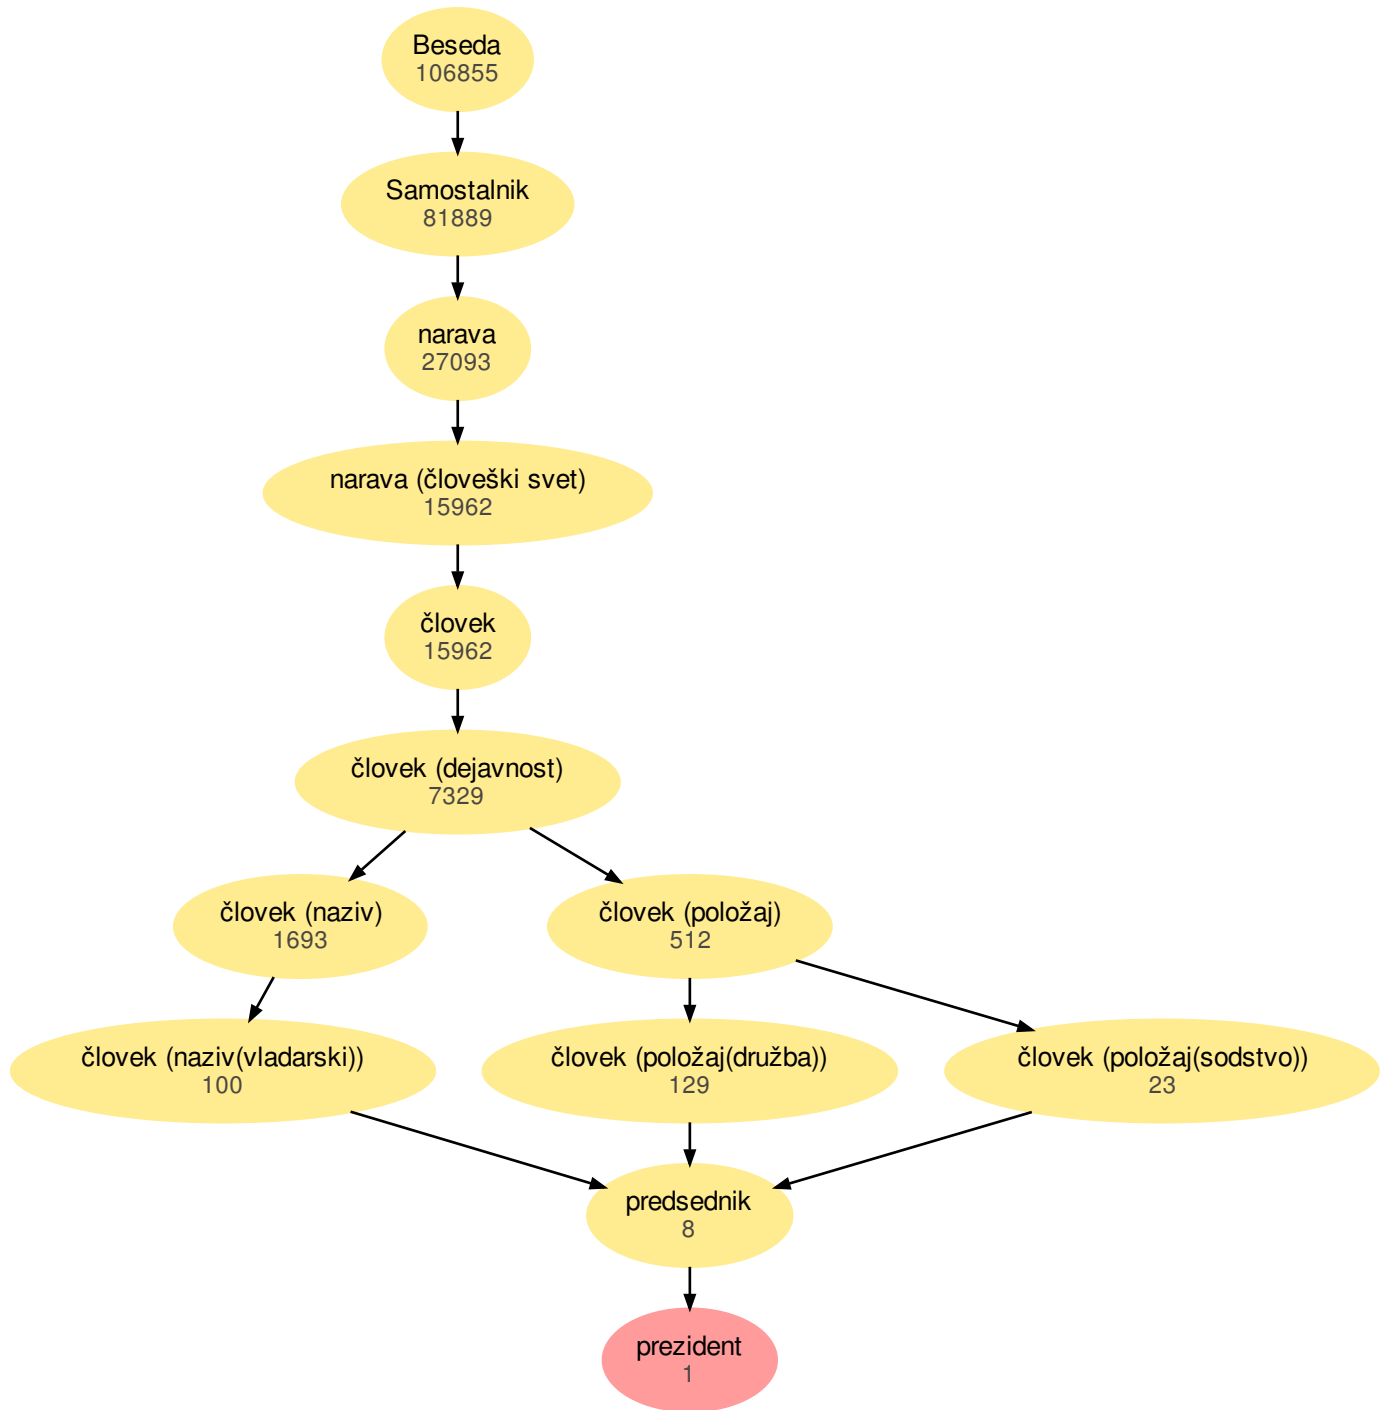 Beseda
106855
Samostalnik
81889
narava
27093
narava (človeški svet)
15962
človek
15962
človek (dejavnost)
7329
človek (naziv)
1693
človek (položaj)
512
človek (naziv(vladarski))
100
človek (položaj(družba))
129
človek (položaj(sodstvo))
23
predsednik
8
prezident
1